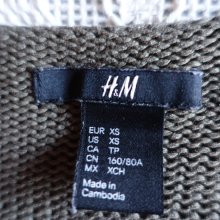 H&M
EUR XS
US XS
CA TP
CN 160/80A
MX XCH
Made in
Cambodia